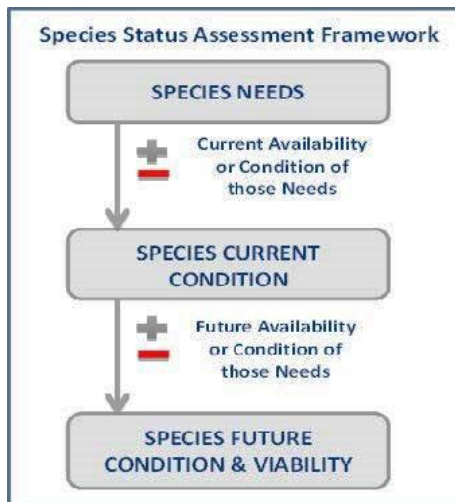 Species Status Assessment Framework
SPECIES NEEDS
Current Availability
or Condition of
those Needs
SPECIES CURRENT
CONDITION
Future Availability
or Condition of
those Needs
SPECIES FUTURE
CONDITION & VIABILITY